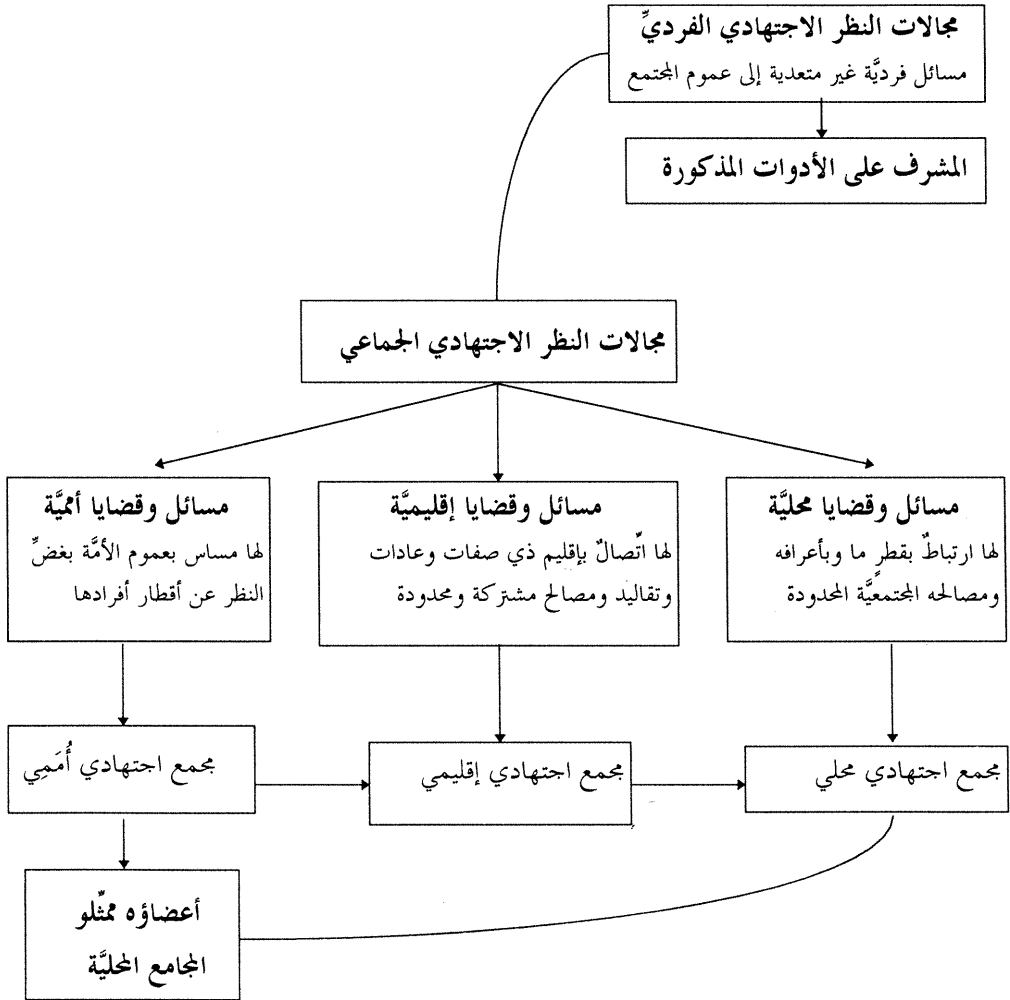 مجالات النظر الاجتهادي الفرديِّ
مسائل فرديَّة غير متعدية إلى عموم المجتمع
المشرف على الأدوات المذكورة
مجالات النظر الاجتهادي الجماعي
مسائل وقضايا محليَّة
لها ارتباطٌ بقطرٍ ما وبأعرافه
ومصالحه المجتمعيَّة المحدودة
مسائل وقضايا إقليميَّة
لها اتّصالٌ بإقليم ذي صفات وعادات
وتقاليد ومصالح مشتركة ومحدودة
مسائل وقضايا أمميَّة
لها مساس بعموم الأمَّة بغضِّ
النظر عن أقطار أفرادها
مجمع اجتهادي محلي
مجمع اجتهادي إقليمي
مجمع اجتهادي أُمَمِي
أعضاؤه ممثّلو
المجامع المحليَّة